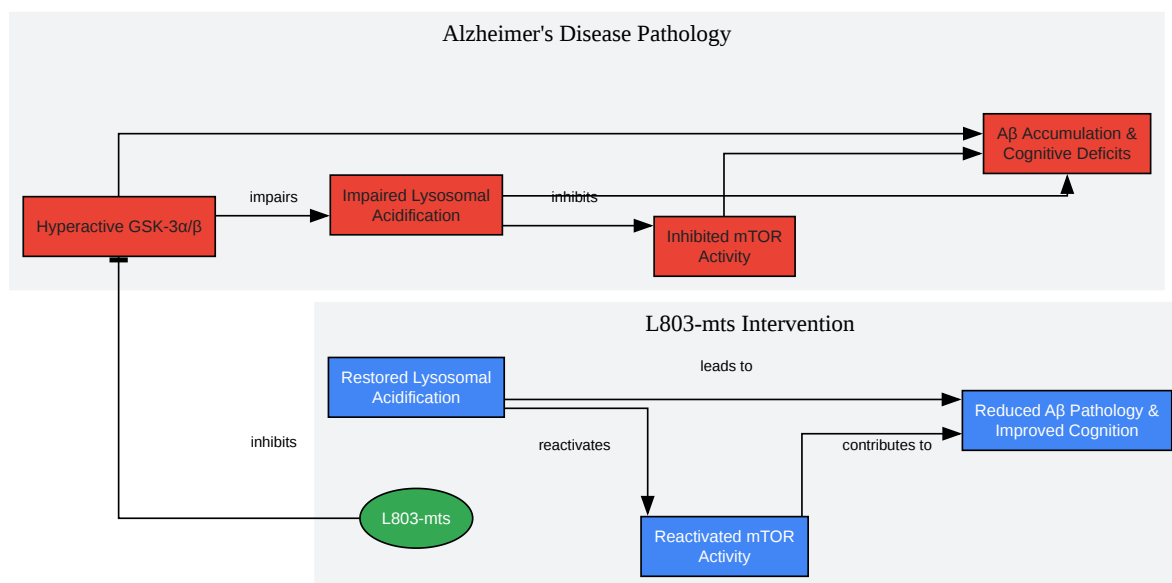 Alzheimer's Disease Pathology
Aβ Accumulation &
Cognitive Deficits
impairs
Impaired Lysosomal
Acidification
inhibits
Hyperactive GSK-3α/β
Inhibited mTOR
Activity
L803-mts Intervention
Restored Lysosomal
Acidification
leads to
Reduced Aβ Pathology &
Improved Cognition
inhibits
reactivates
contributes to
L803-mts
Reactivated mTOR
Activity